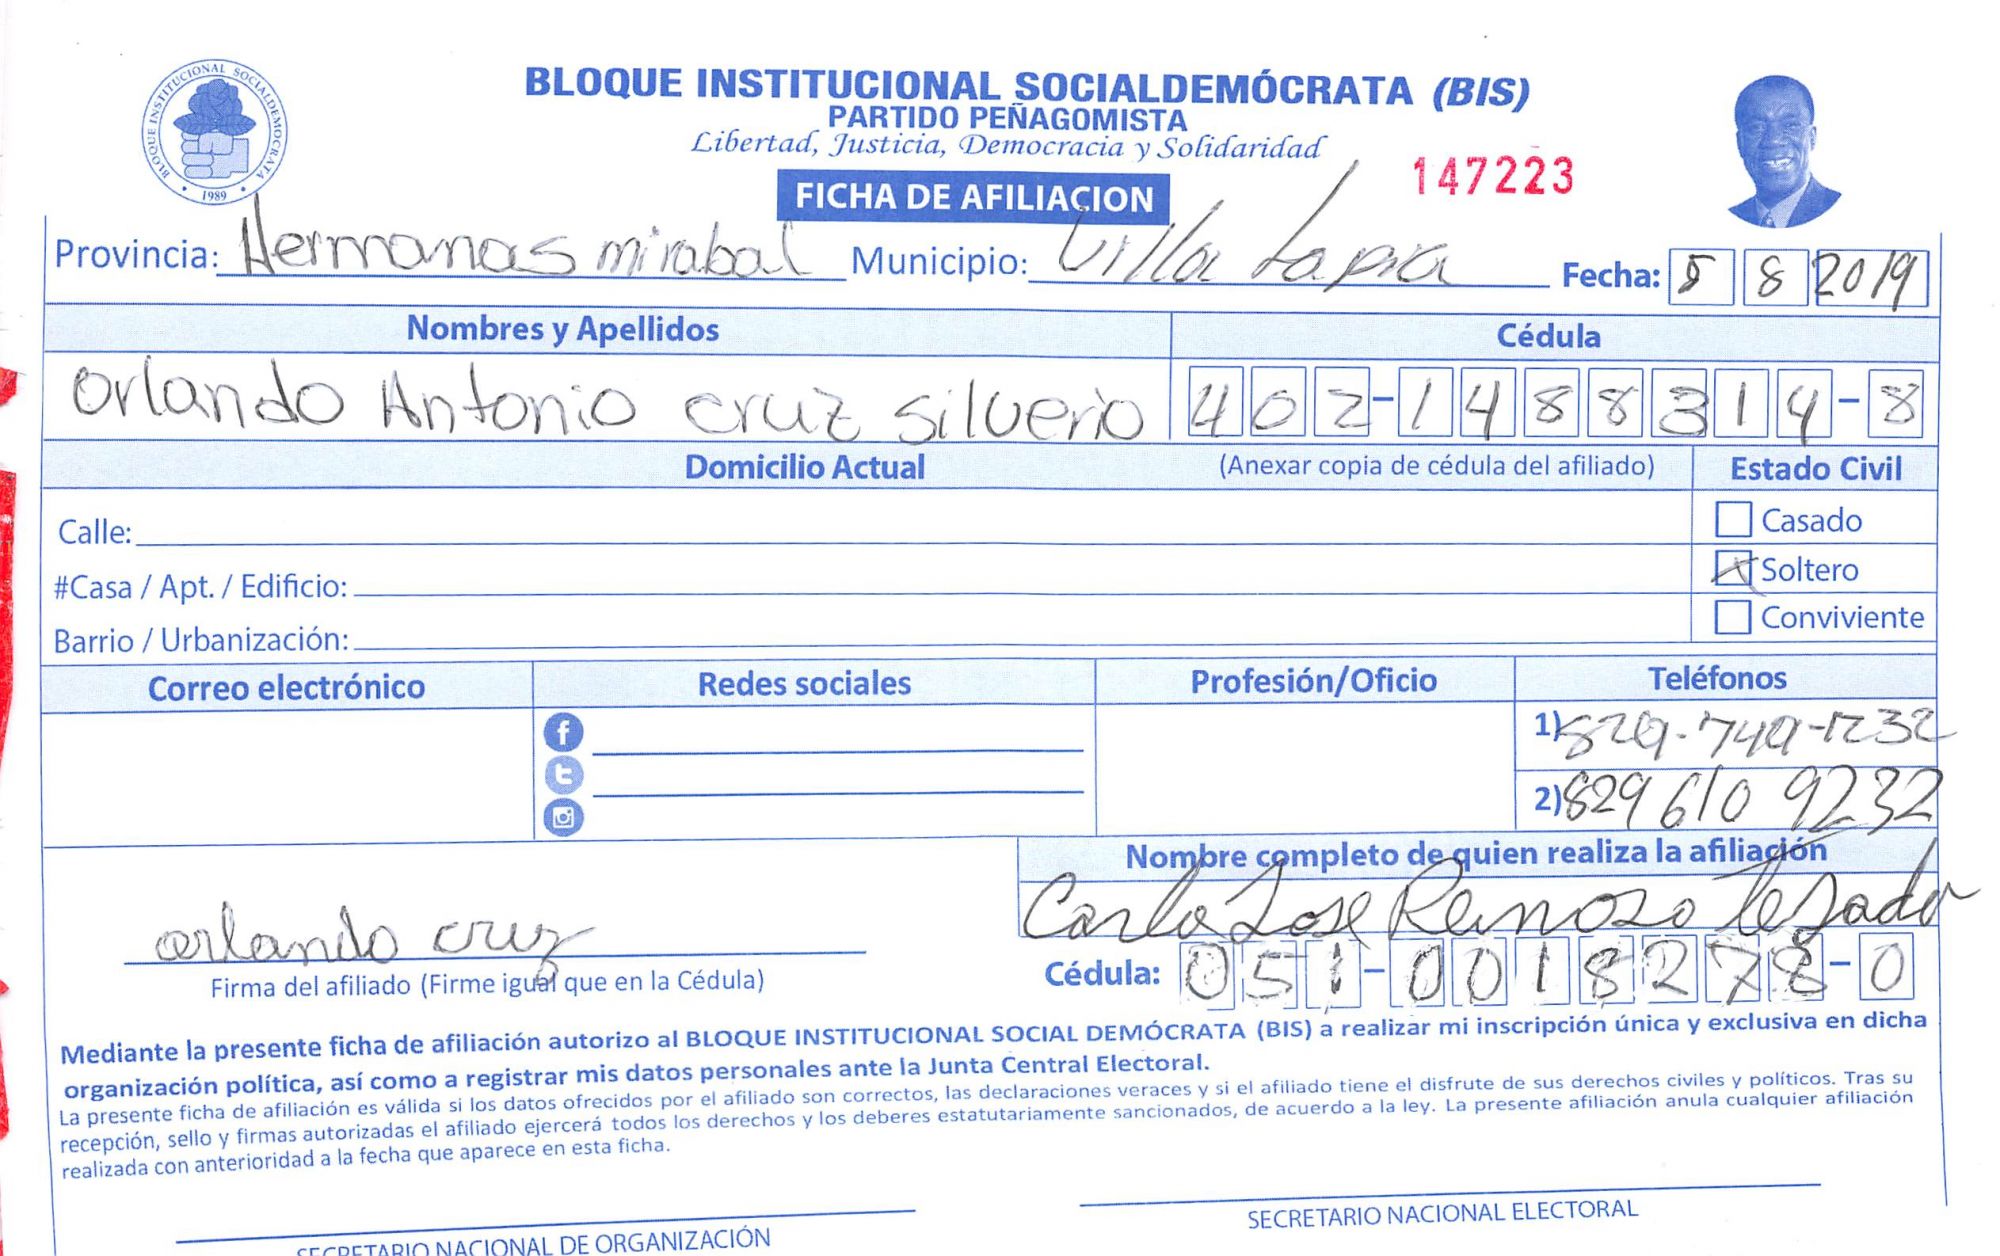 BLOQUE INSTITUCIONAL SOCIALDEMOCRATA
1989
BLOQUE INSTITUCIONAL SOCIALDEMÓCRATA (BIS)
PARTIDO PEÑAGOMISTA
Libertad, Justicia, Democracia y Solidaridad
147223
FICHA DE AFILIACION
Provincia: Hermanas mirabal Municipio: Villa tapia Fecha: 5 8 2019
Nombres y Apellidos Cédula
Orlando Antonio cruz silverio 402-1488314-8
Domicilio Actual (Anexar copia de cédula del afiliado) Estado Civil
Calle: Casado
#Casa / Apt. / Edificio: Soltero
Barrio / Urbanización: Conviviente
Correo electrónico Redes sociales Profesión/Oficio Teléfonos
1) 829-749-1232
2) 829 610 9232
Nombre completo de quien realiza la afiliación
Carlo Jose Reinoso
orlando cruz
Cédula: 051-0018278-0
Firma del afiliado (Firme igual que en la Cédula)
Mediante la presente ficha de afiliación autorizo al BLOQUE INSTITUCIONAL SOCIAL DEMÓCRATA (BIS) a realizar mi inscripción única y exclusiva en dicha
organización política, así como a registrar mis datos personales ante la Junta Central Electoral.
La presente ficha de afiliación es válida si los datos ofrecidos por el afiliado son correctos, las declaraciones veraces y si el afiliado tiene el disfrute de sus derechos civiles y políticos. Tras su
recepción, sello y firmas autorizadas el afiliado ejercerá todos los derechos y los deberes estatutariamente sancionados, de acuerdo a la ley. La presente afiliación anula cualquier afiliación
realizada con anterioridad a la fecha que aparece en esta ficha.
SECRETARIO NACIONAL DE ORGANIZACIÓN SECRETARIO NACIONAL ELECTORAL